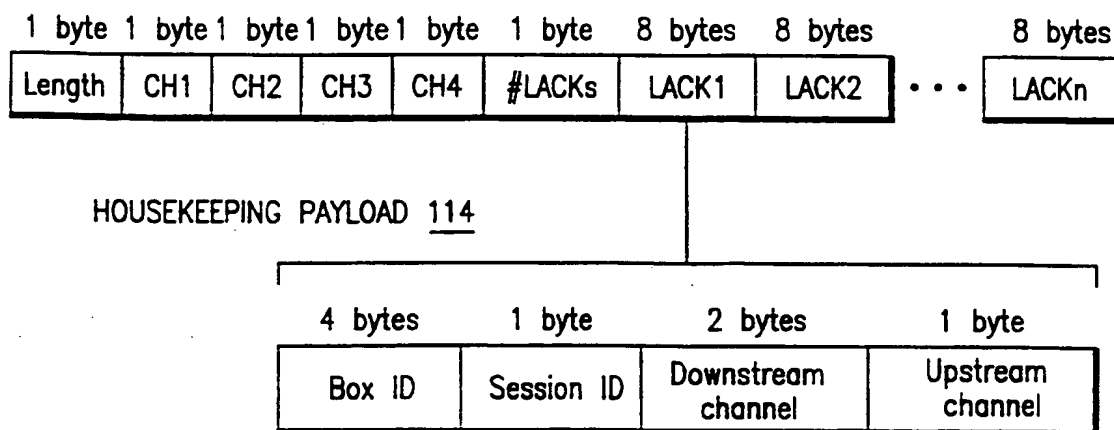 1 byte 1 byte 1 byte 1 byte 1 byte 1 byte 8 bytes 8 bytes 8 bytes
Length CH1 CH2 CH3 CH4 #LACKs LACK1 LACK2 • • • LACKn
HOUSEKEEPING PAYLOAD 114
4 bytes 1 byte 2 bytes 1 byte
Box ID Session ID Downstream channel Upstream channel